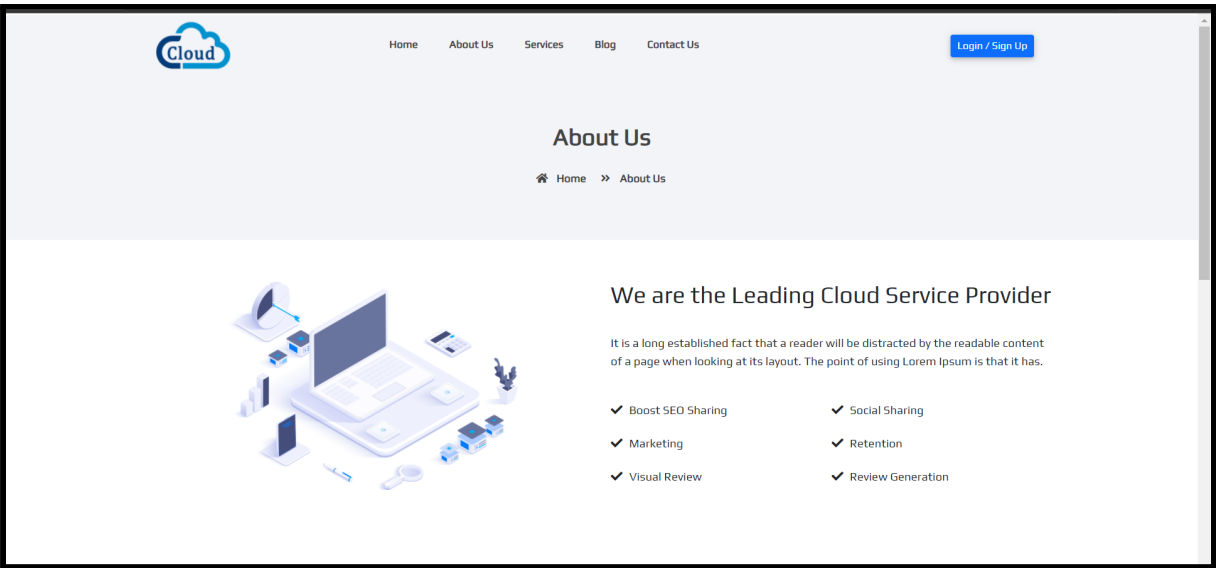 Cloud
Home About Us Services Blog Contact Us
Login / Sign Up
About Us
Home » About Us
We are the Leading Cloud Service Provider
It is a long established fact that a reader will be distracted by the readable content
of a page when looking at its layout. The point of using Lorem Ipsum is that it has.
Boost SEO Sharing
Social Sharing
Marketing
Retention
Visual Review
Review Generation